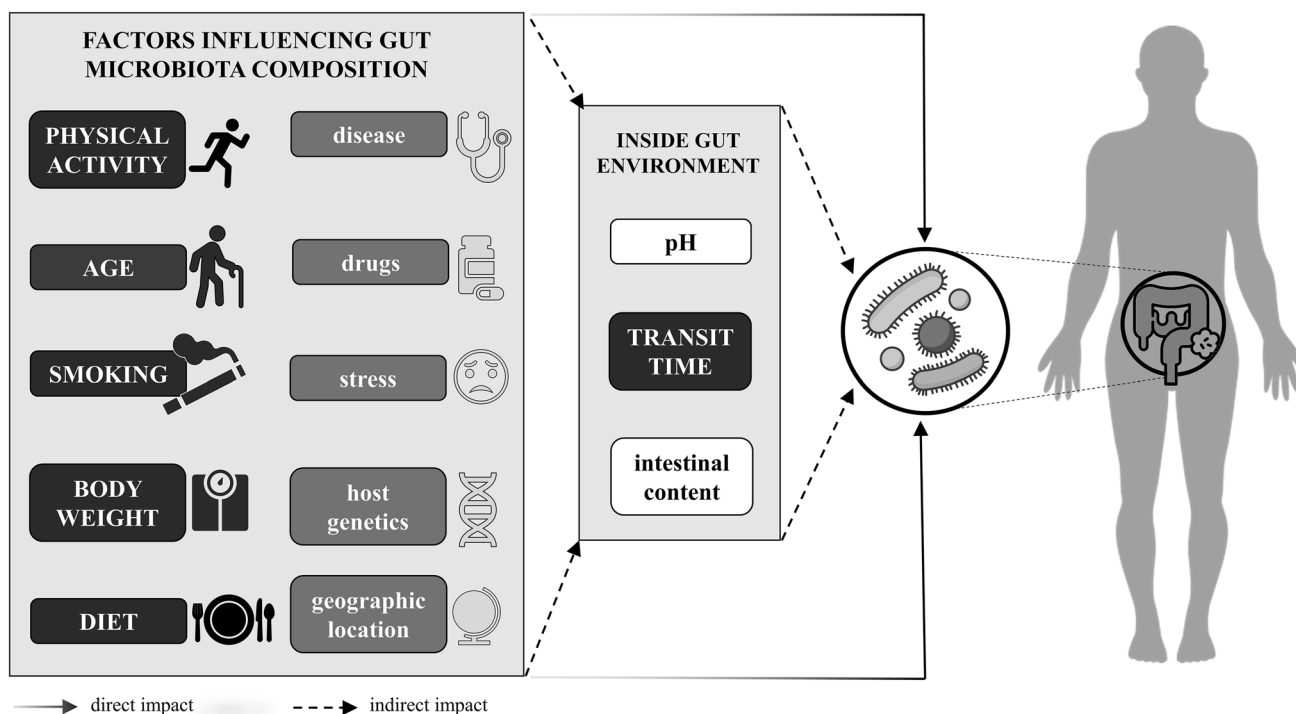 FACTORS INFLUENCING GUT
MICROBIOTA COMPOSITION
PHYSICAL
ACTIVITY
disease
AGE
drugs
SMOKING
stress
BODY
WEIGHT
host
genetics
DIET
geographic
location
INSIDE GUT
ENVIRONMENT
pH
TRANSIT
TIME
intestinal
content
direct impact
indirect impact